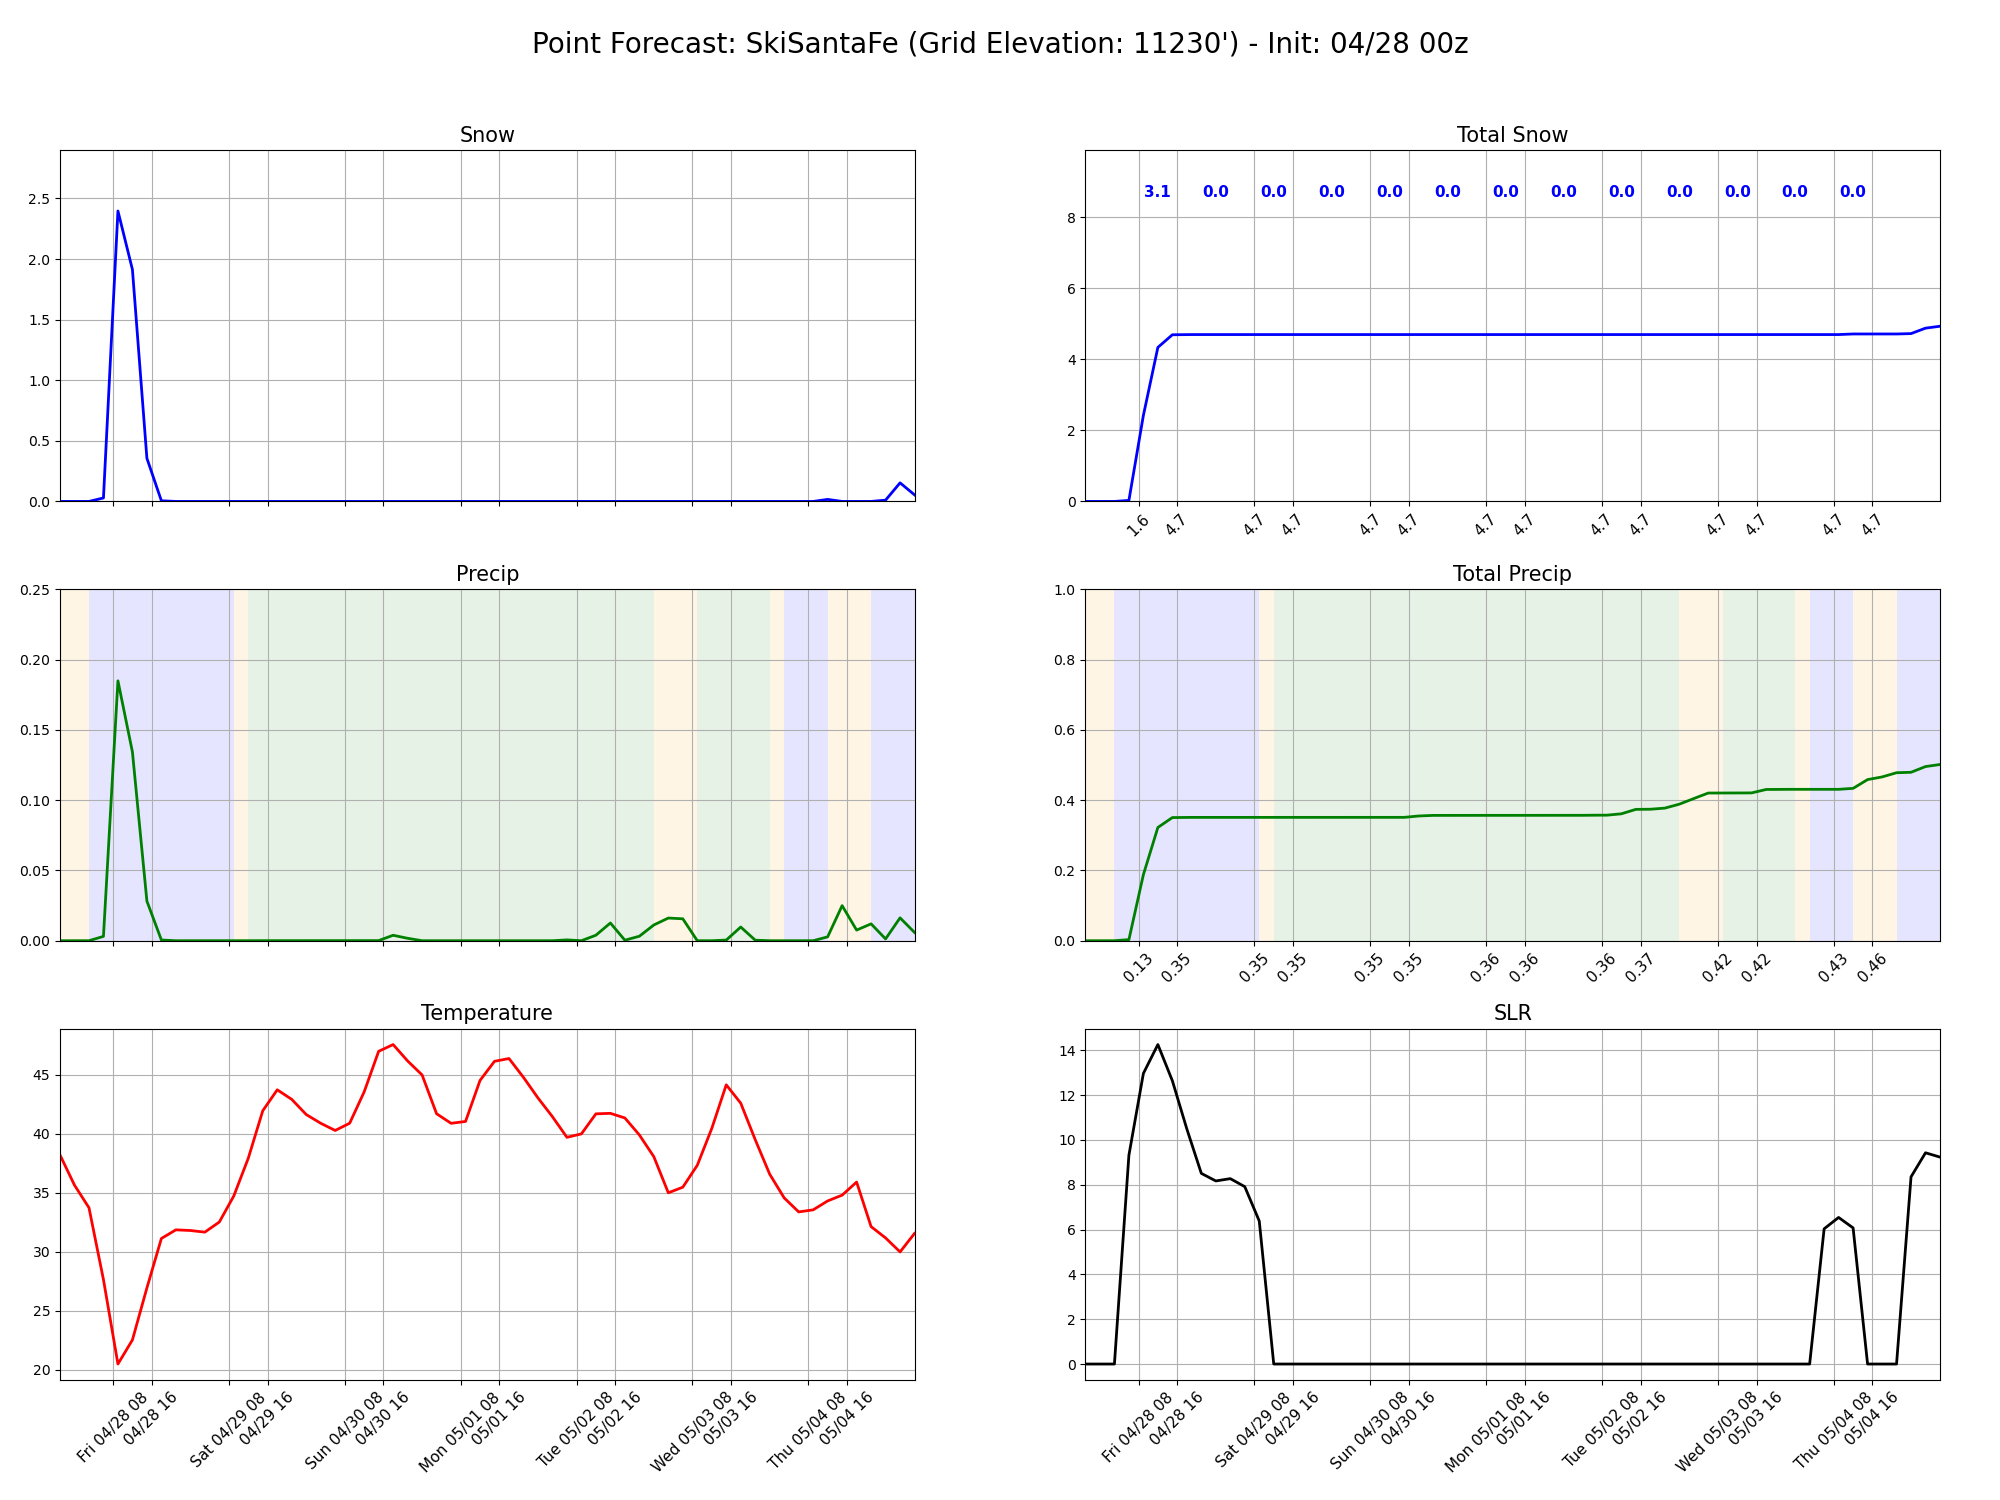 Point Forecast: SkiSantaFe (Grid Elevation: 11230') - Init: 04/28 00z
Snow
2.5
2.0
1.5
1.0
0.5
0.0
Total Snow
3.1 0.0 0.0 0.0 0.0 0.0 0.0 0.0 0.0 0.0 0.0 0.0 0.0
8
6
4
2
0
1.6 4.7 4.7 4.7 4.7 4.7 4.7 4.7 4.7 4.7 4.7 4.7 4.7 4.7
Precip
0.25
0.20
0.15
0.10
0.05
0.00
Total Precip
1.0
0.8
0.6
0.4
0.2
0.0
0.13 0.35 0.35 0.35 0.35 0.35 0.36 0.36 0.36 0.37 0.42 0.42 0.43 0.46
Temperature
45
40
35
30
25
20
Fri 04/28 08
04/28 16
Sat 04/29 08
04/29 16
Sun 04/30 08
04/30 16
Mon 05/01 08
05/01 16
Tue 05/02 08
05/02 16
Wed 05/03 08
05/03 16
Thu 05/04 08
05/04 16
SLR
14
12
10
8
6
4
2
0
Fri 04/28 08
04/28 16
Sat 04/29 08
04/29 16
Sun 04/30 08
04/30 16
Mon 05/01 08
05/01 16
Tue 05/02 08
05/02 16
Wed 05/03 08
05/03 16
Thu 05/04 08
05/04 16